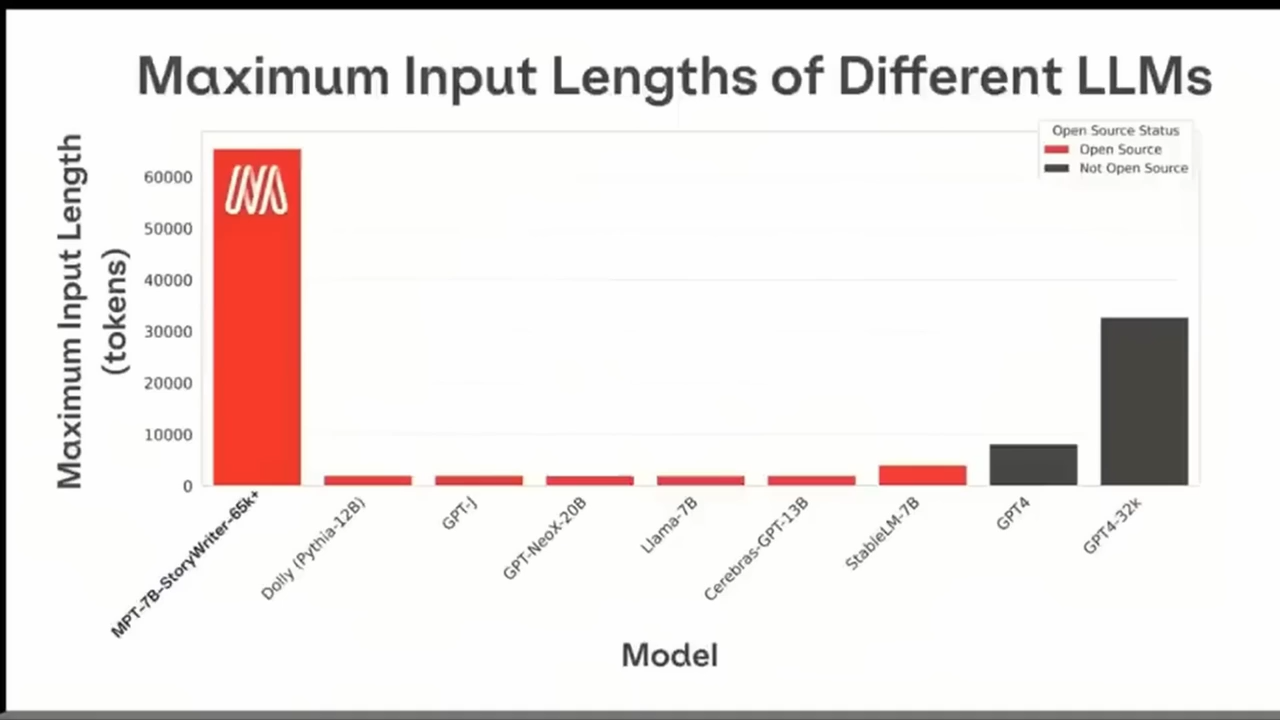 Maximum Input Lengths of Different LLMs
Maximum Input Length
(tokens)
Open Source Status
Open Source
Not Open Source
60000
50000
40000
30000
20000
10000
0
MPT-7B-StoryWriter-65k+
Dolly (Pythia-12B)
GPT-J
GPT-NeoX-20B
Llama-7B
Cerebras-GPT-13B
StableLM-7B
GPT4
GPT4-32k
Model